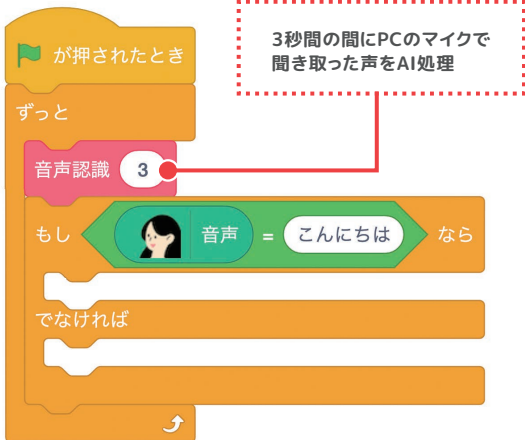 3秒間の間にPCのマイクで
聞き取った声をAI処理
が押されたとき
ずっと
音声認識 3
もし 音声 = こんにちは なら
でなければ